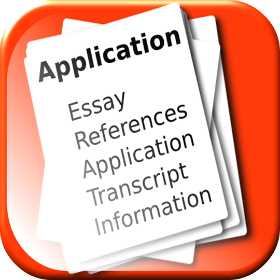 Application
Essay
References
Application
Transcript
Information